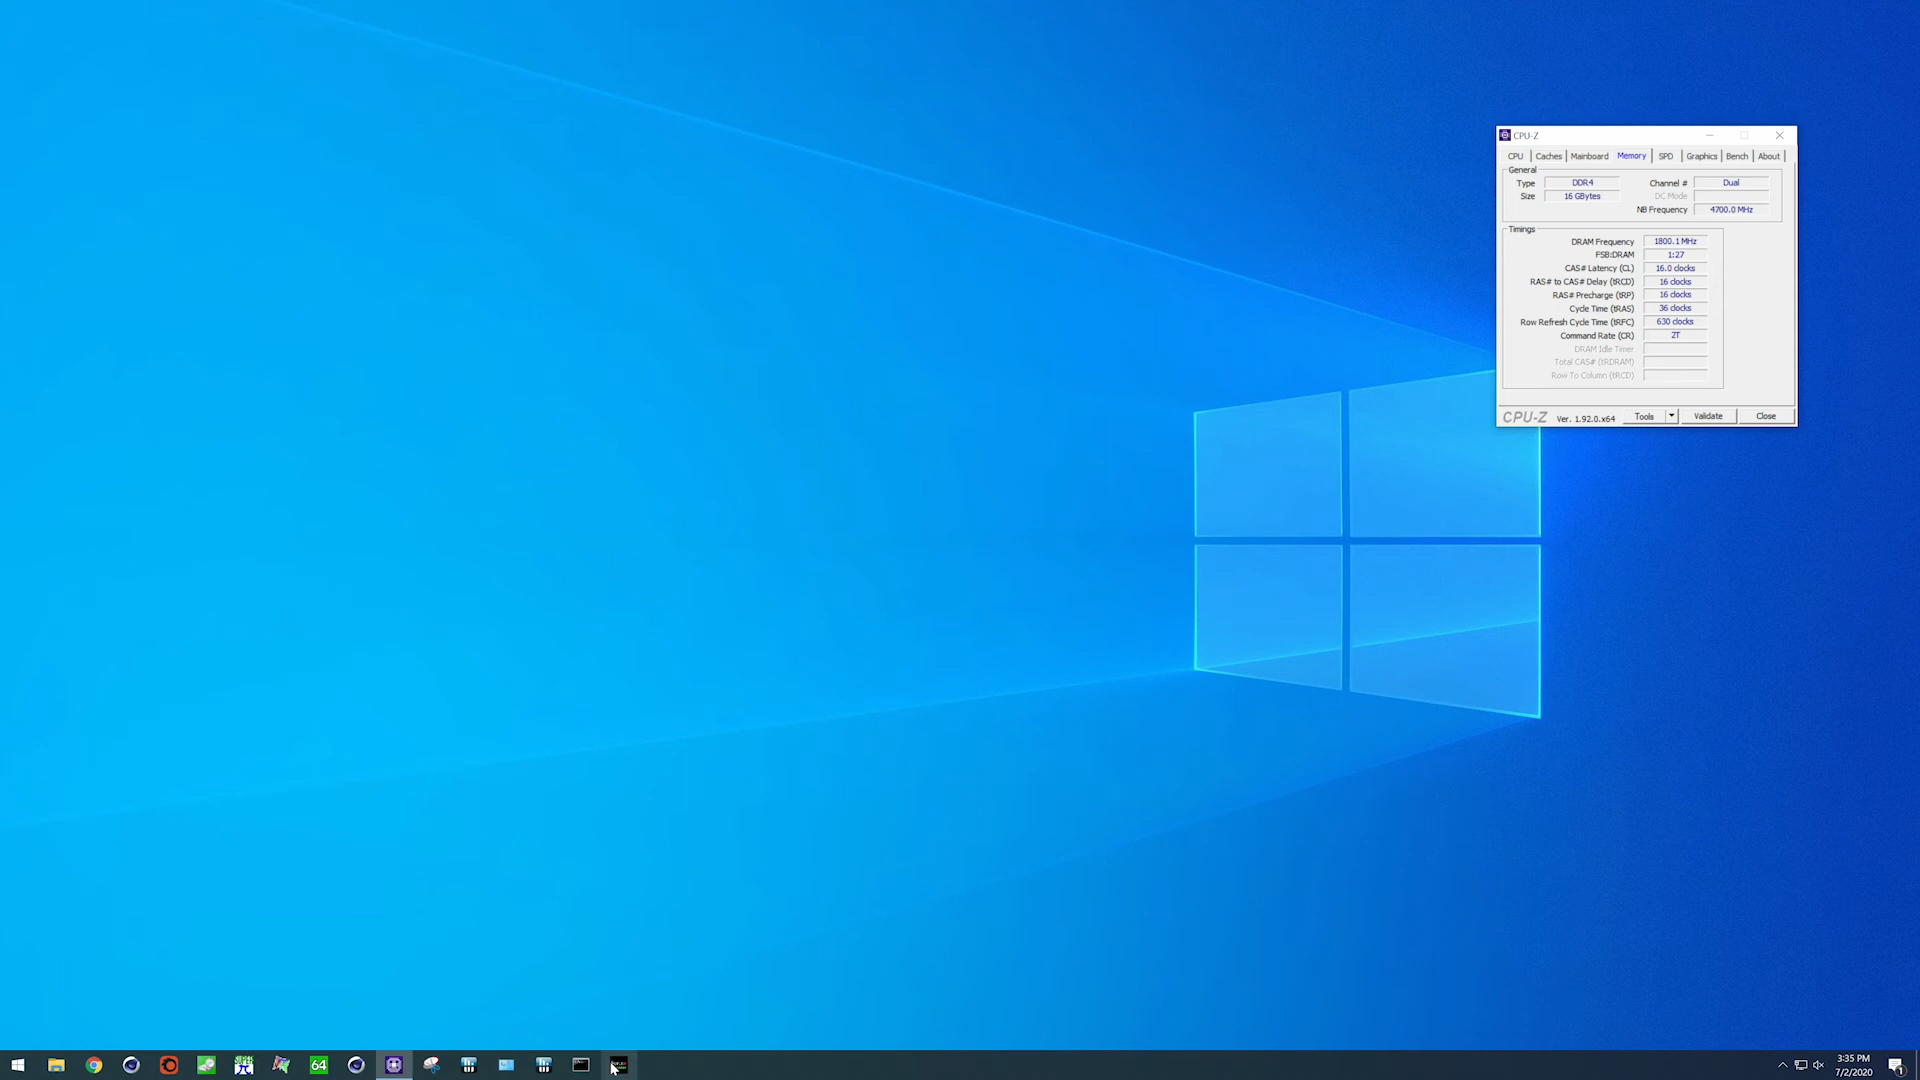 CPU-Z
CPU Caches Mainboard Memory SPD Graphics Bench About
General
Type DDR4 Channel # Dual
Size 16 GBytes DC Mode
NB Frequency 4700.0 MHz
Timings
DRAM Frequency 1800.1 MHz
FSB:DRAM 1:27
CAS# Latency (CL) 16.0 clocks
RAS# to CAS# Delay (tRCD) 16 clocks
RAS# Precharge (tRP) 16 clocks
Cycle Time (tRAS) 36 clocks
Row Refresh Cycle Time (tRFC) 630 clocks
Command Rate (CR) 2T
DRAM Idle Timer
Total CAS# (tRDRAM)
Row To Column (tRCD)
CPU-Z Ver. 1.92.0.x64 Tools Validate Close
SUPER π
64
3:35 PM
7/2/2020
1